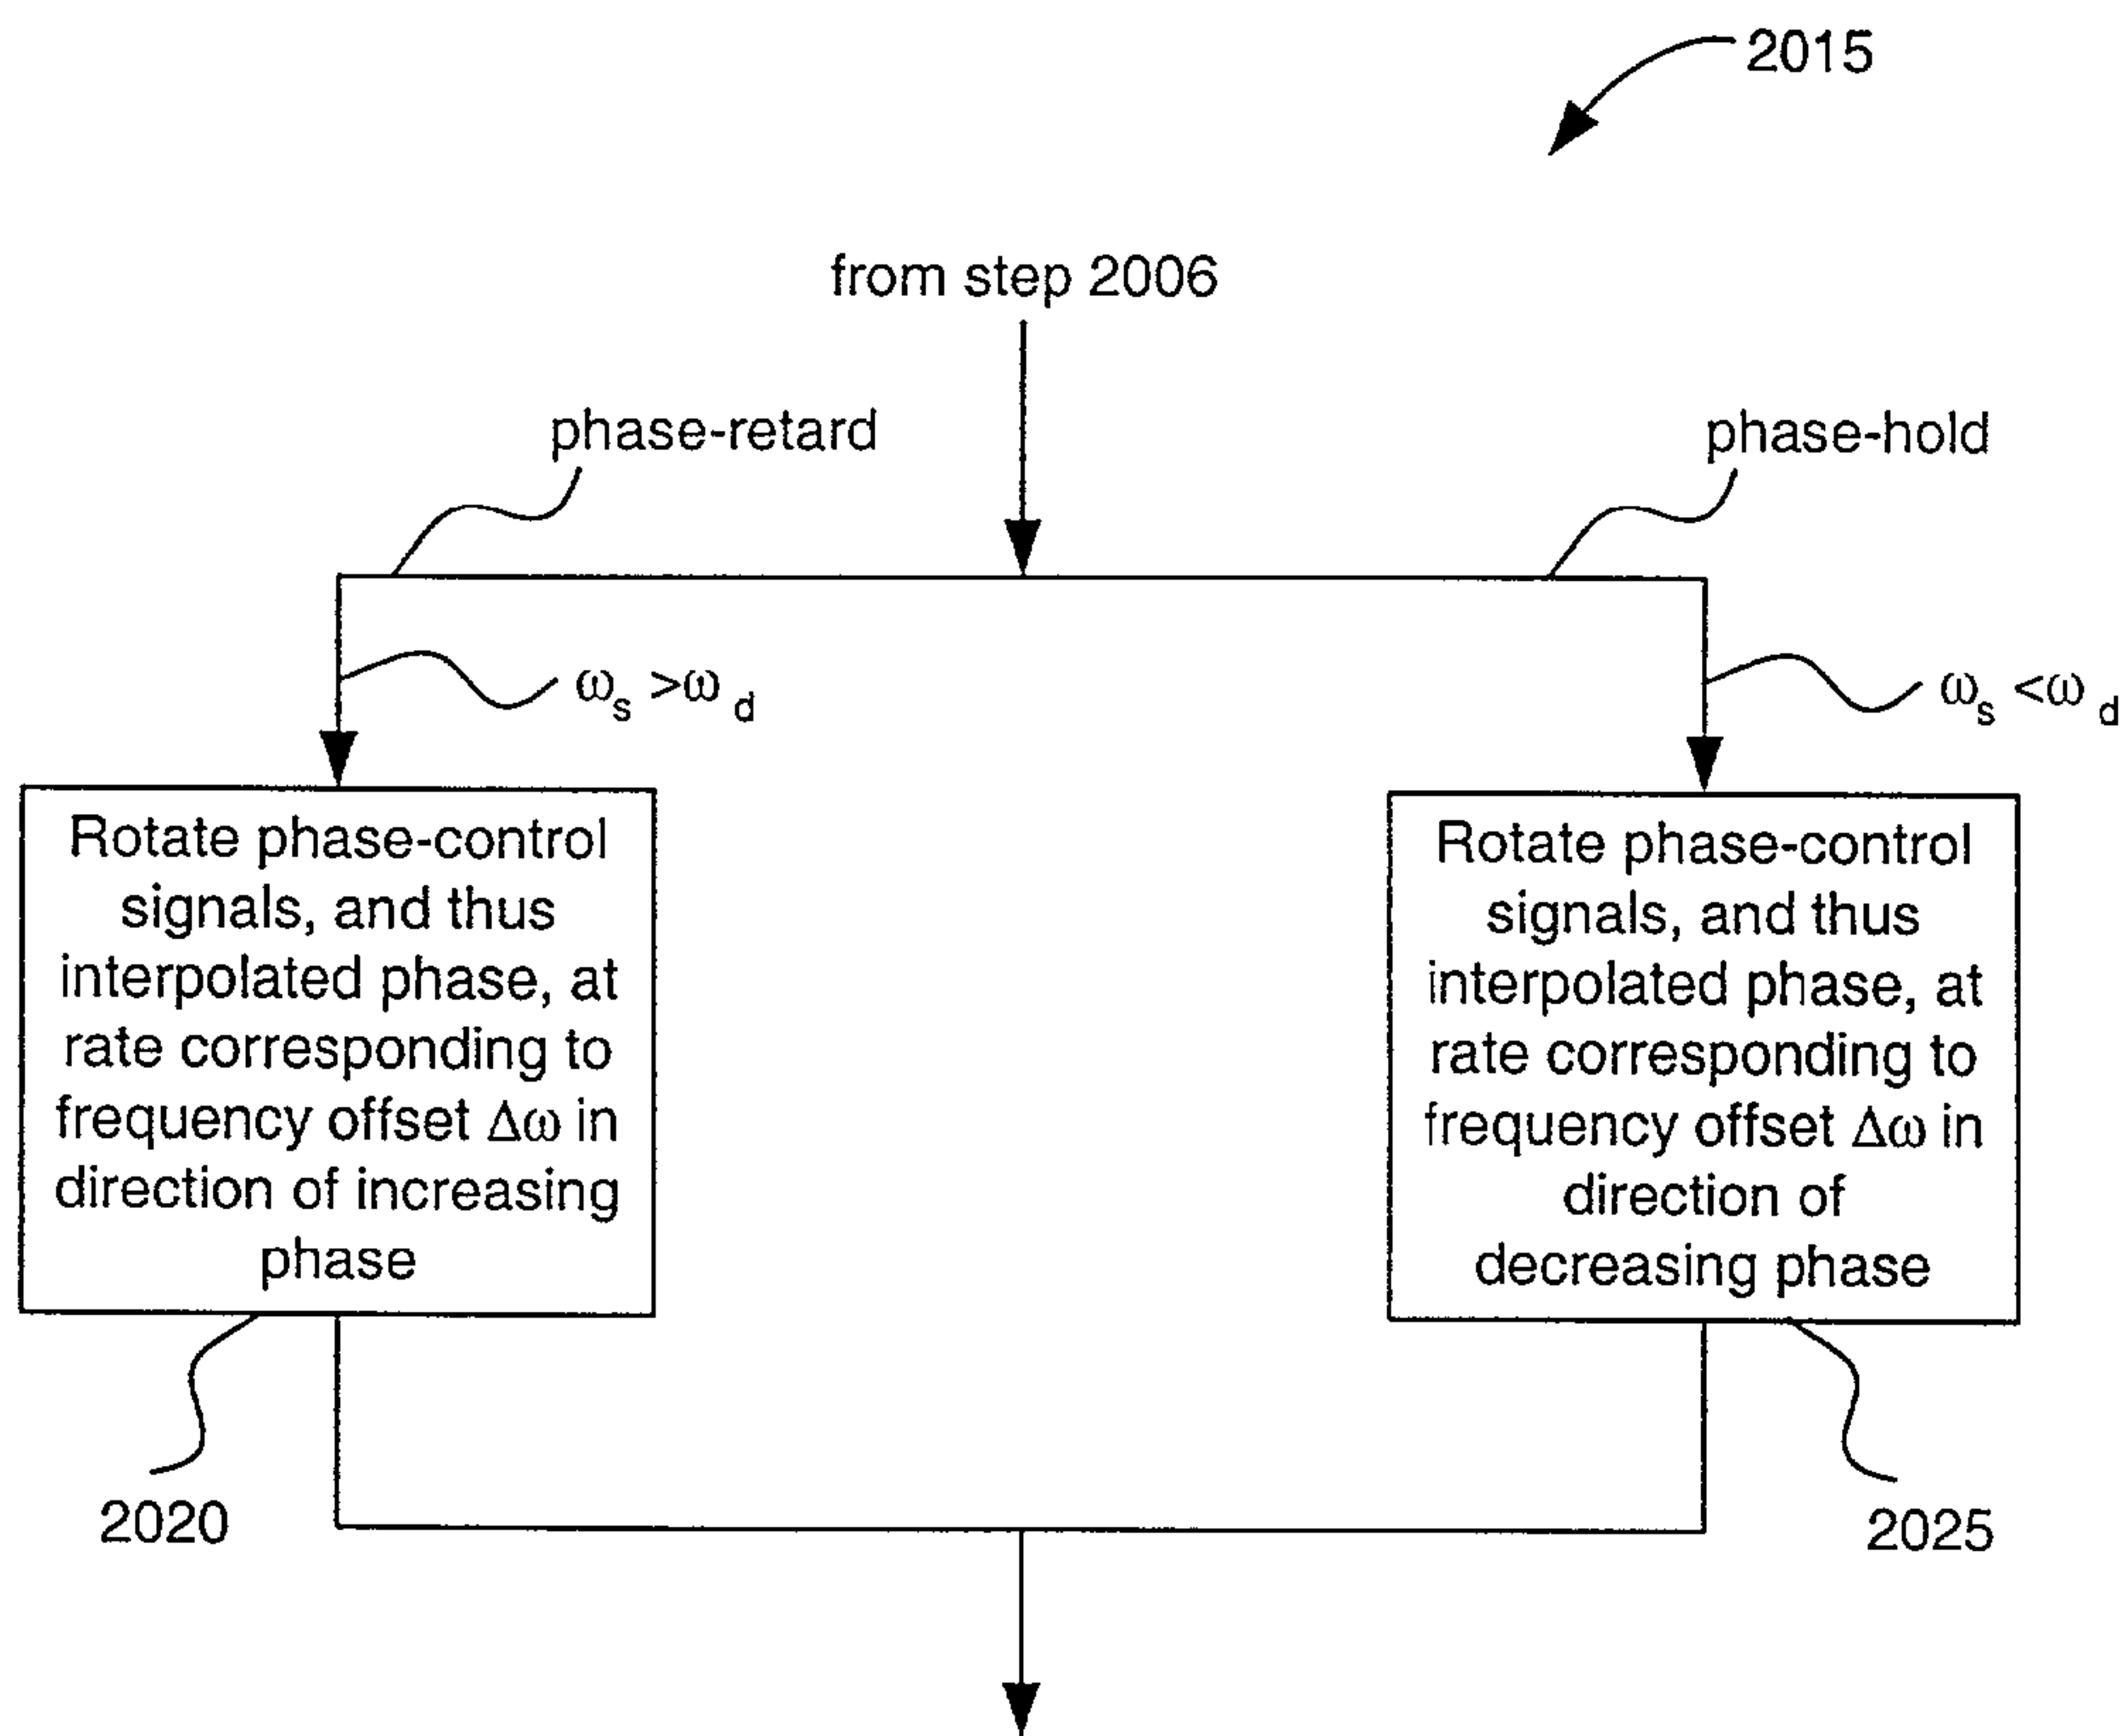 2015
from step 2006
phase-retard
phase-hold
ωs >ωd
ωs <ωd
Rotate phase-control
signals, and thus
interpolated phase, at
rate corresponding to
frequency offset Δω in
direction of increasing
phase
Rotate phase-control
signals, and thus
interpolated phase, at
rate corresponding to
frequency offset Δω in
direction of
decreasing phase
2020
2025